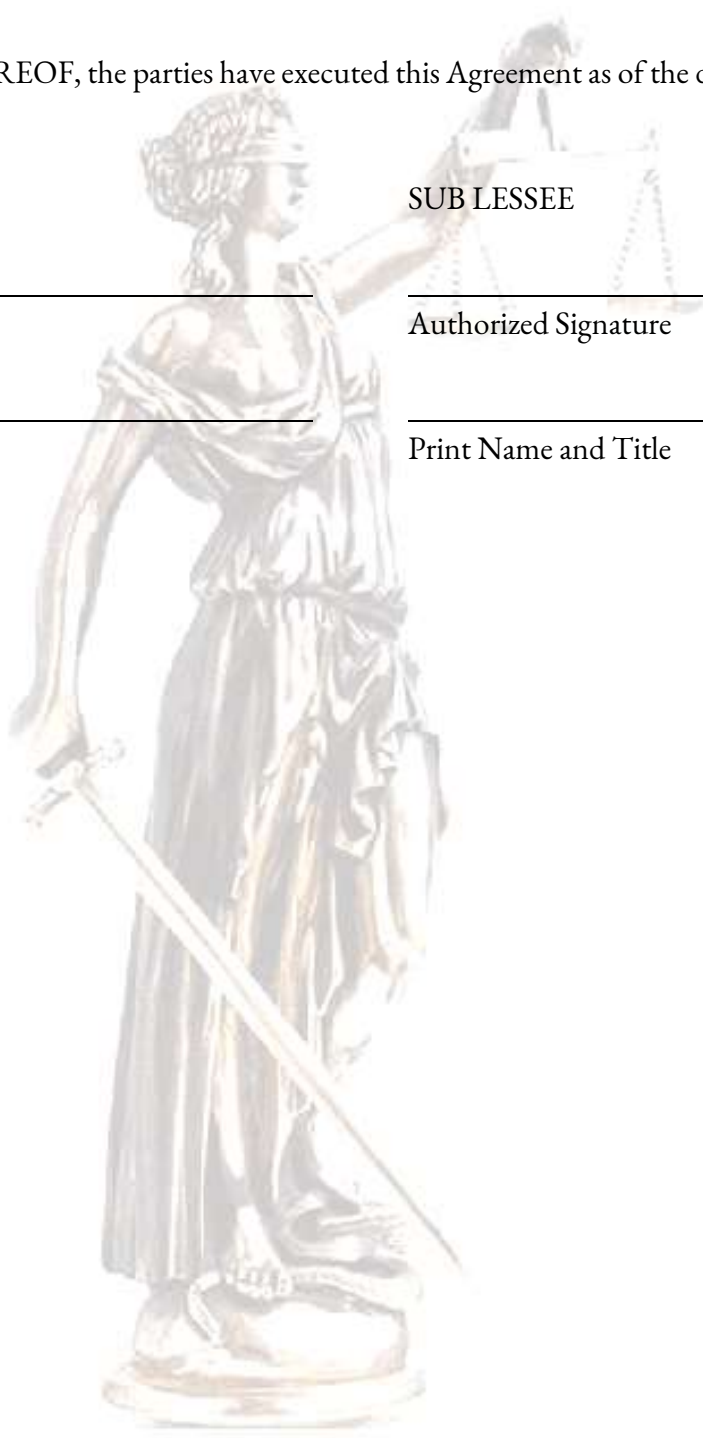 REOF, the parties have executed this Agreement as of the
SUB LESSEE
Authorized Signature
Print Name and Title